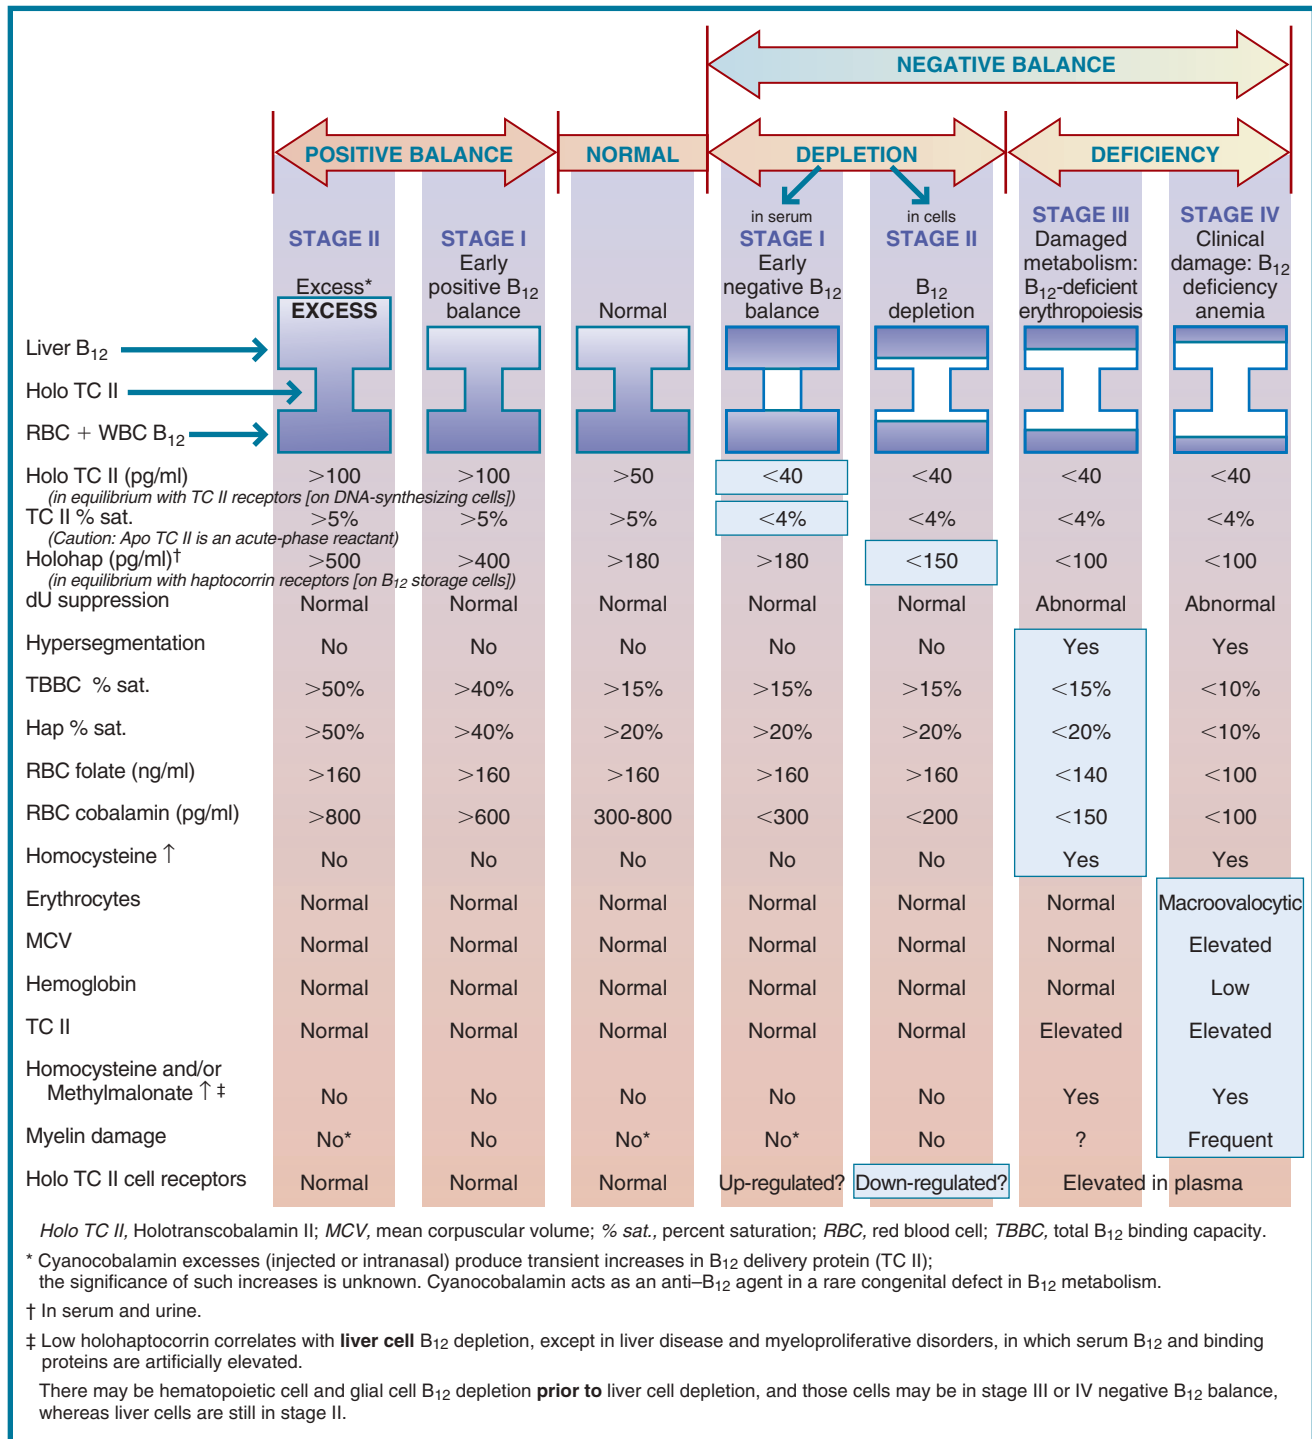 NEGATIVE BALANCE
POSITIVE BALANCE NORMAL DEPLETION DEFICIENCY
in serum in cells
STAGE II STAGE I STAGE I STAGE II STAGE III STAGE IV
Early Early Damaged Clinical
positive B12 negative B12 metabolism: damage: B12
Excess* balance Normal balance B12 depletion B12-deficient erythropoiesis deficiency anemia
EXCESS
Liver B12
Holo TC II
RBC + WBC B12
Holo TC II (pg/ml) >100 >100 >50 <40 <40 <40 <40
(in equilibrium with TC II receptors [on DNA-synthesizing cells])
TC II % sat. >5% >5% >5% <4% <4% <4% <4%
(Caution: Apo TC II is an acute-phase reactant)
Holohap (pg/ml)† >500 >400 >180 >180 <150 <100 <100
(in equilibrium with haptocorrin receptors [on B12 storage cells])
dU suppression Normal Normal Normal Normal Normal Abnormal Abnormal
Hypersegmentation No No No No No Yes Yes
TBBC % sat. >50% >40% >15% >15% >15% <15% <10%
Hap % sat. >50% >40% >20% >20% >20% <20% <10%
RBC folate (ng/ml) >160 >160 >160 >160 >160 <140 <100
RBC cobalamin (pg/ml) >800 >600 300-800 <300 <200 <150 <100
Homocysteine ↑ No No No No No Yes Yes
Erythrocytes Normal Normal Normal Normal Normal Normal Macroovalocytic
MCV Normal Normal Normal Normal Normal Normal Elevated
Hemoglobin Normal Normal Normal Normal Normal Normal Low
TC II Normal Normal Normal Normal Normal Elevated Elevated
Homocysteine and/or
Methylmalonate ↑ ‡ No No No No No Yes Yes
Myelin damage No* No No* No* No ? Frequent
Holo TC II cell receptors Normal Normal Normal Up-regulated? Down-regulated? Elevated in plasma
Holo TC II, Holotranscobalamin II; MCV, mean corpuscular volume; % sat., percent saturation; RBC, red blood cell; TBBC, total B12 binding capacity.
* Cyanocobalamin excesses (injected or intranasal) produce transient increases in B12 delivery protein (TC II);
the significance of such increases is unknown. Cyanocobalamin acts as an anti–B12 agent in a rare congenital defect in B12 metabolism.
† In serum and urine.
‡ Low holohaptocorrin correlates with liver cell B12 depletion, except in liver disease and myeloproliferative disorders, in which serum B12 and binding
proteins are artificially elevated.
There may be hematopoietic cell and glial cell B12 depletion prior to liver cell depletion, and those cells may be in stage III or IV negative B12 balance,
whereas liver cells are still in stage II.